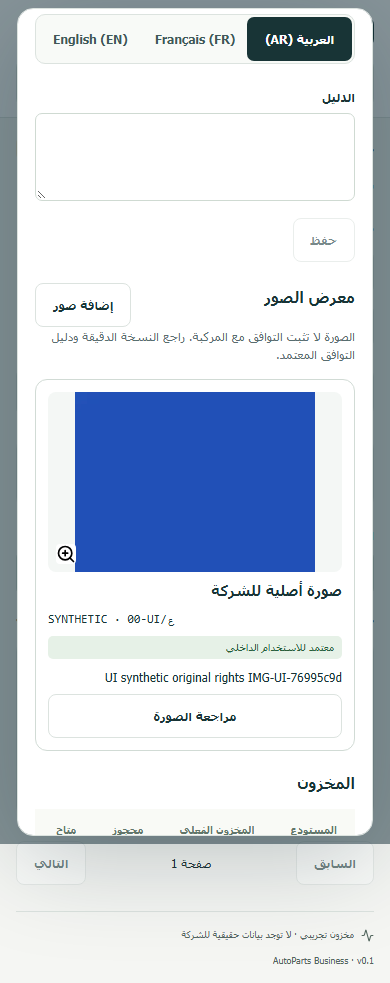 العربية (AR) Français (FR) English (EN)
الدليل
حفظ
معرض الصور
إضافة صور
الصورة لا تثبت التوافق مع المركبة. راجع النسخة الدقيقة ودليل
التوافق المعتمد.
صورة أصلية للشركة
SYNTHETIC · 00-UI/ع
معتمد للاستخدام الداخلي
UI synthetic original rights IMG-UI-76995c9d
مراجعة الصورة
المخزون
المستودع المخزون الفعلي محجوز متاح
السابق صفحة 1 التالي
مخزون تجريبي · لا توجد بيانات حقيقية للشركة
AutoParts Business · v0.1